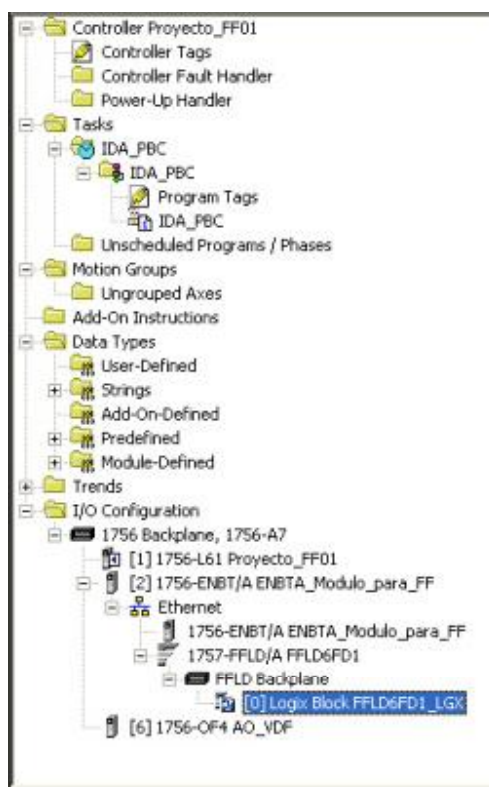 Controller Proyecto_FF01
Controller Tags
Controller Fault Handler
Power-Up Handler
Tasks
IDA_PBC
IDA_PBC
Program Tags
IDA_PBC
Unscheduled Programs / Phases
Motion Groups
Ungrouped Axes
Add-On Instructions
Data Types
User-Defined
Strings
Add-On-Defined
Predefined
Module-Defined
Trends
I/O Configuration
1756 Backplane, 1756-A7
[1] 1756-L61 Proyecto_FF01
[2] 1756-ENBT/A ENBTA_Modulo_para_FF
Ethernet
1756-ENBT/A ENBTA_Modulo_para_FF
1757-FFLD/A FFLD6FD1
FFLD Backplane
[0] Logix Block FFLD6FD1_LGX
[6] 1756-OF4 AO_VDF